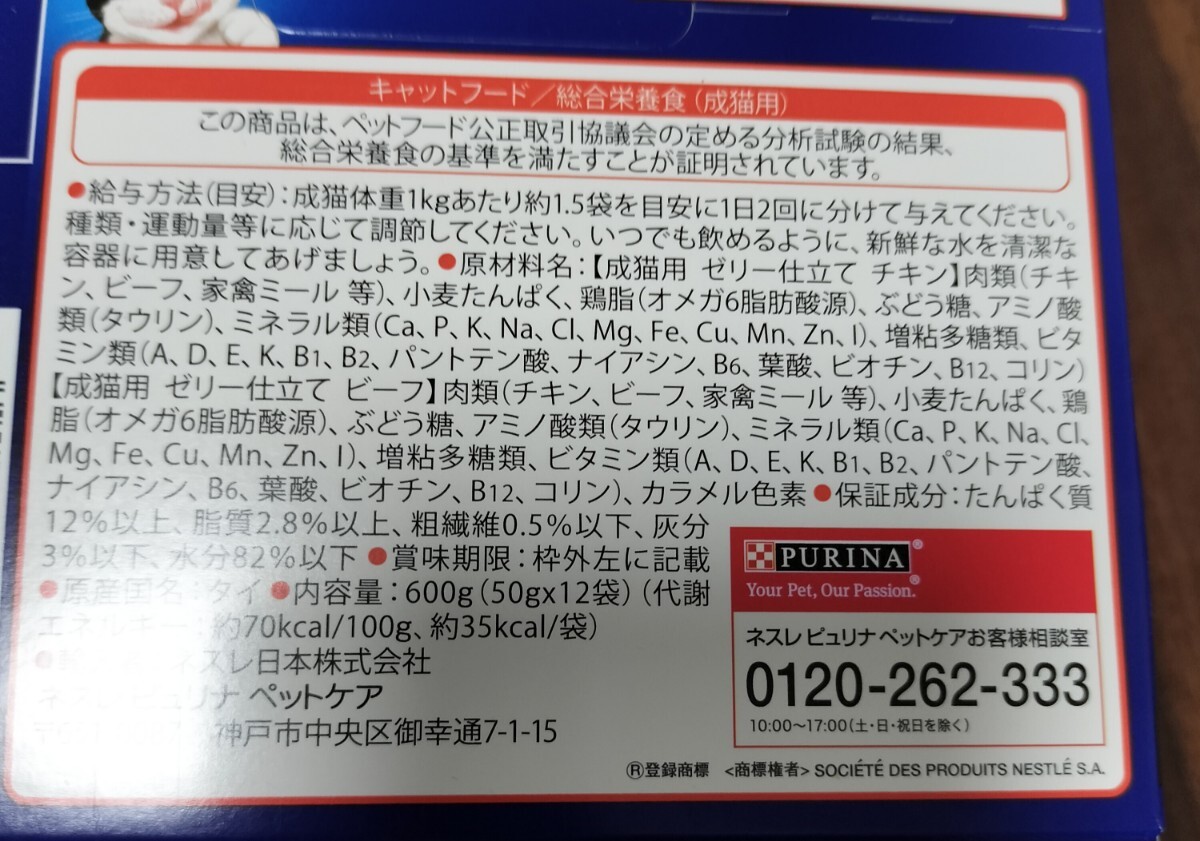 キャットフード／総合栄養食（成猫用）
この商品は、ペットフード公正取引協議会の定める分析試験の結果、
総合栄養食の基準を満たすことが証明されています。
●給与方法（目安）：成猫体重1kgあたり約1.5袋を目安に1日2回に分けて与えてください。
種類・運動量等に応じて調節してください。いつでも飲めるように、新鮮な水を清潔な
容器に用意してあげましょう。●原材料名：【成猫用 ゼリー仕立て チキン】肉類（チキ
ン、ビーフ、家禽ミール 等）、小麦たんぱく、鶏脂（オメガ6脂肪酸源）、ぶどう糖、アミノ酸
類（タウリン）、ミネラル類（Ca、P、K、Na、Cl、Mg、Fe、Cu、Mn、Zn、I）、増粘多糖類、ビタ
ミン類（A、D、E、K、B1、B2、パントテン酸、ナイアシン、B6、葉酸、ビオチン、B12、コリン）
【成猫用 ゼリー仕立て ビーフ】肉類（チキン、ビーフ、家禽ミール 等）、小麦たんぱく、鶏
脂（オメガ6脂肪酸源）、ぶどう糖、アミノ酸類（タウリン）、ミネラル類（Ca、P、K、Na、Cl、
Mg、Fe、Cu、Mn、Zn、I）、増粘多糖類、ビタミン類（A、D、E、K、B1、B2、パントテン酸、
ナイアシン、B6、葉酸、ビオチン、B12、コリン）、カラメル色素 ●保証成分：たんぱく質
12%以上、脂質2.8%以上、粗繊維0.5%以下、灰分
3%以下、水分82%以下 ●賞味期限：枠外左に記載
●原産国名：タイ ●内容量：600g（50gx12袋）（代謝
エネルギー：約70kcal/100g、約35kcal/袋）
ネスレ日本株式会社
ネスレ ピュリナ ペットケア
神戸市中央区御幸通7-1-15
PURINA®
Your Pet, Our Passion.®
ネスレ ピュリナ ペットケアお客様相談室
0120-262-333
10:00～17:00（土・日・祝日を除く）
®登録商標 <商標権者> SOCIÉTÉ DES PRODUITS NESTLÉ S.A.